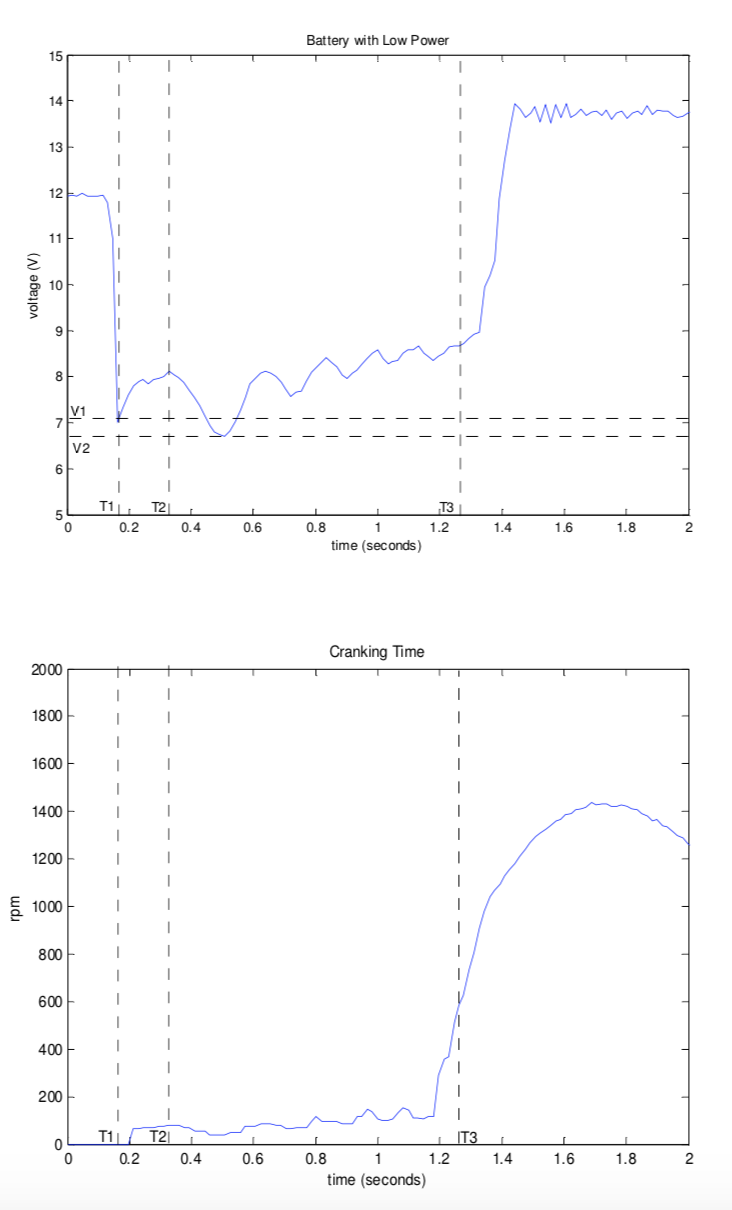 Battery with Low Power
15
14
13
12
11
10
9
8
7
6
5
voltage (V)
V1
V2
T1 T2 T3
0 0.2 0.4 0.6 0.8 1 1.2 1.4 1.6 1.8 2
time (seconds)
Cranking Time
2000
1800
1600
1400
1200
1000
800
600
400
200
0
rpm
T1 T2 T3
0 0.2 0.4 0.6 0.8 1 1.2 1.4 1.6 1.8 2
time (seconds)